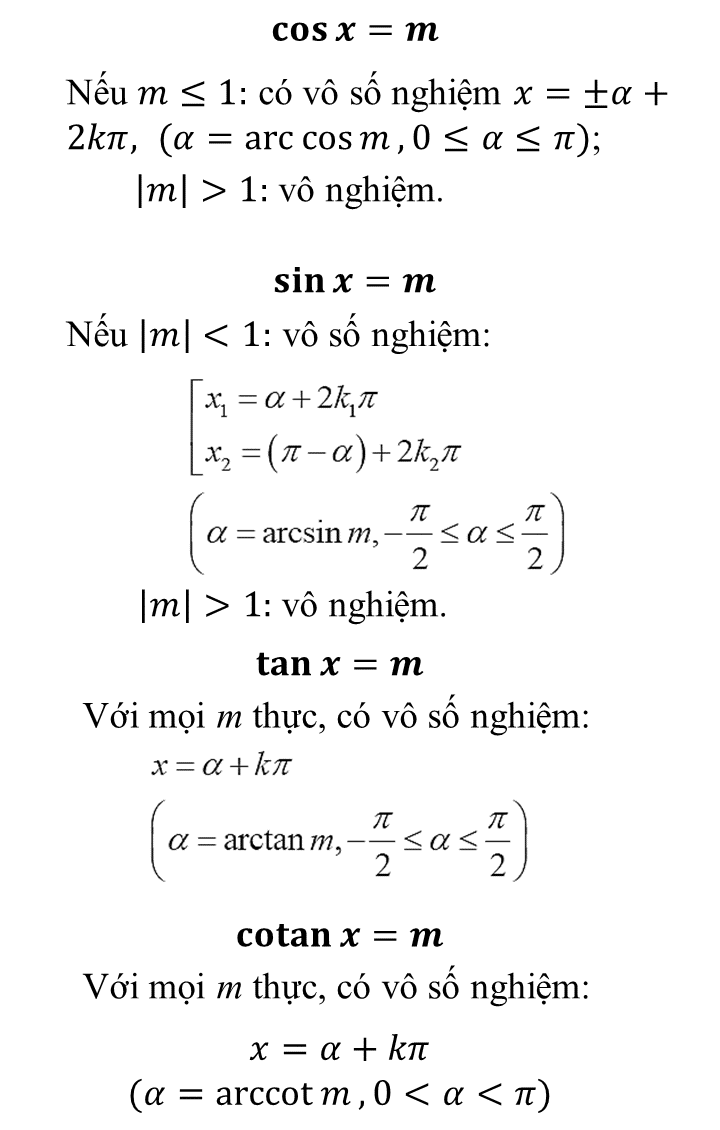 cos x = m
Nếu m ≤ 1: có vô số nghiệm x = ±α +
2kπ, (α = arc cos m , 0 ≤ α ≤ π);
|m| > 1: vô nghiệm.
sin x = m
Nếu |m| < 1: vô số nghiệm:
[x₁ = α + 2k₁π
x₂ = (π − α) + 2k₂π
(α = arcsin m, −π/2 ≤ α ≤ π/2)
|m| > 1: vô nghiệm.
tan x = m
Với mọi m thực, có vô số nghiệm:
x = α + kπ
(α = arctan m, −π/2 ≤ α ≤ π/2)
cotan x = m
Với mọi m thực, có vô số nghiệm:
x = α + kπ
(α = arccot m , 0 < α < π)